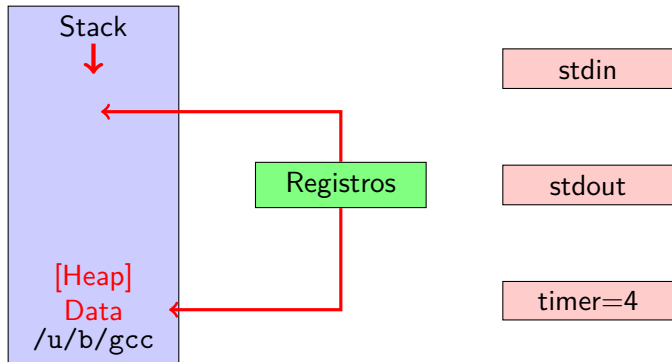 Stack
stdin
Registros
stdout
[Heap]
Data
/u/b/gcc
timer=4